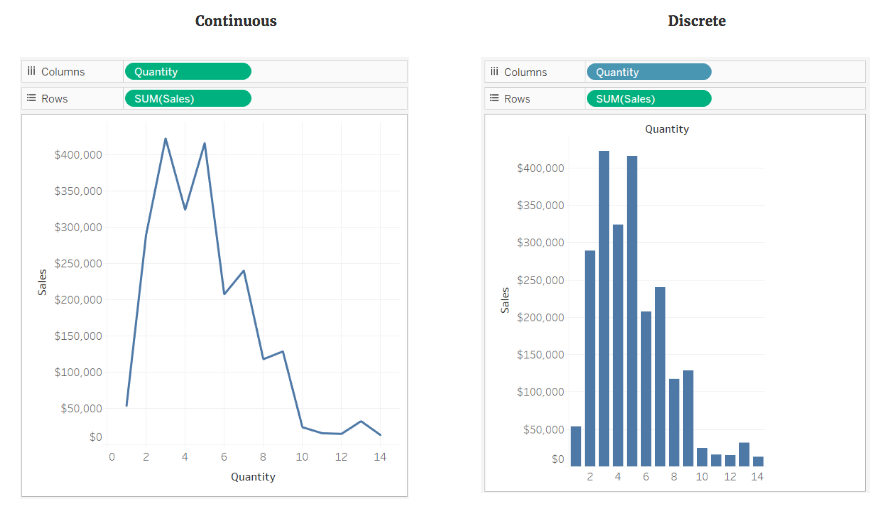 Continuous
Columns
Quantity
Rows
SUM(Sales)
$400,000
$350,000
$300,000
$250,000
$200,000
$150,000
$100,000
$50,000
$0
Sales
0 2 4 6 8 10 12 14
Quantity
Discrete
Columns
Quantity
Rows
SUM(Sales)
Quantity
$400,000
$350,000
$300,000
$250,000
$200,000
$150,000
$100,000
$50,000
$0
Sales
2 4 6 8 10 12 14